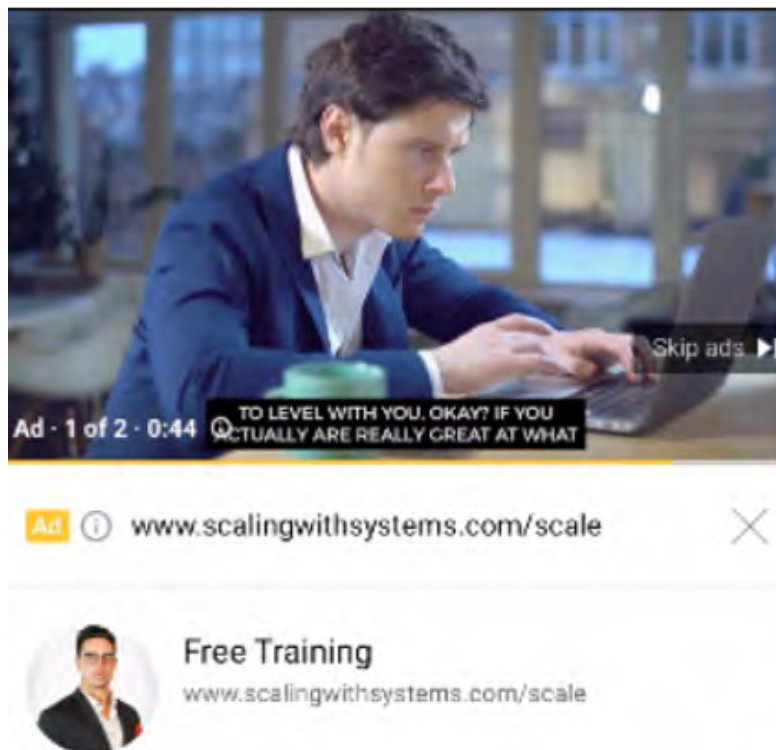 Skip ads
TO LEVEL WITH YOU, OKAY? IF YOU
ACTUALLY ARE REALLY GREAT AT WHAT
Ad · 1 of 2 · 0:44
Ad www.scalingwithsystems.com/scale
Free Training
www.scalingwithsystems.com/scale